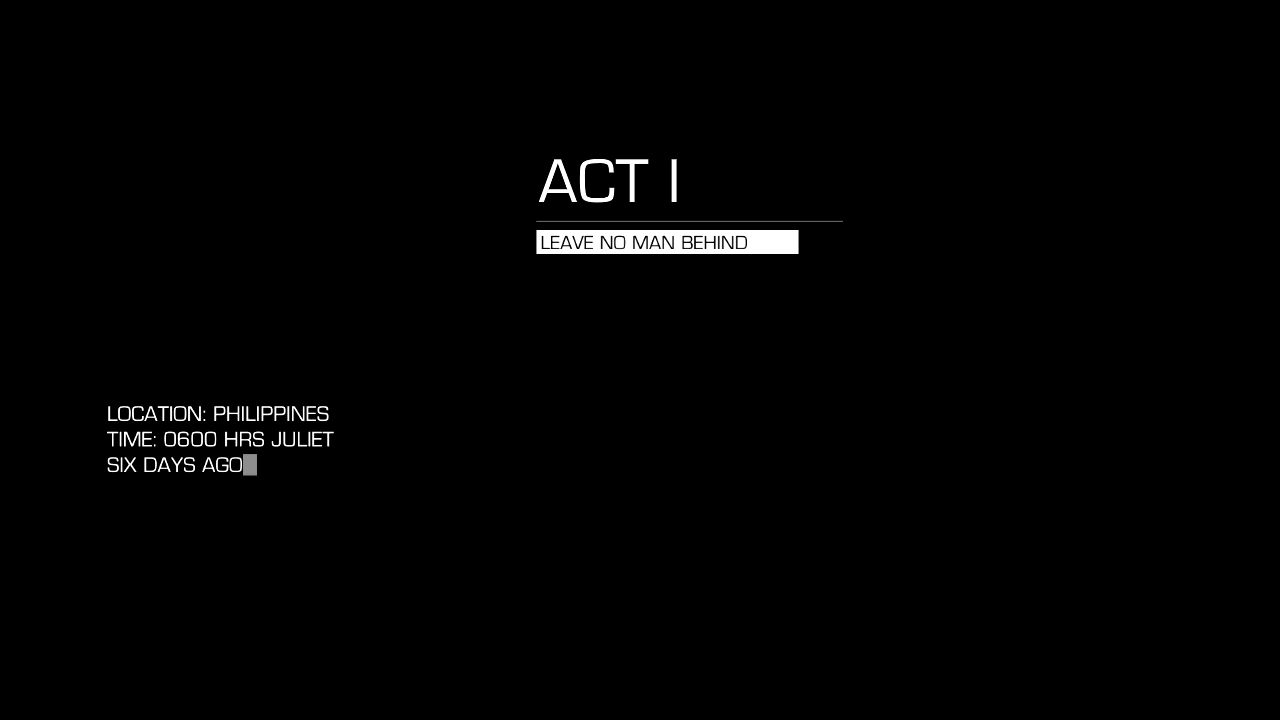 ACT I
LEAVE NO MAN BEHIND
LOCATION: PHILIPPINES
TIME: 0600 HRS JULIET
SIX DAYS AGO